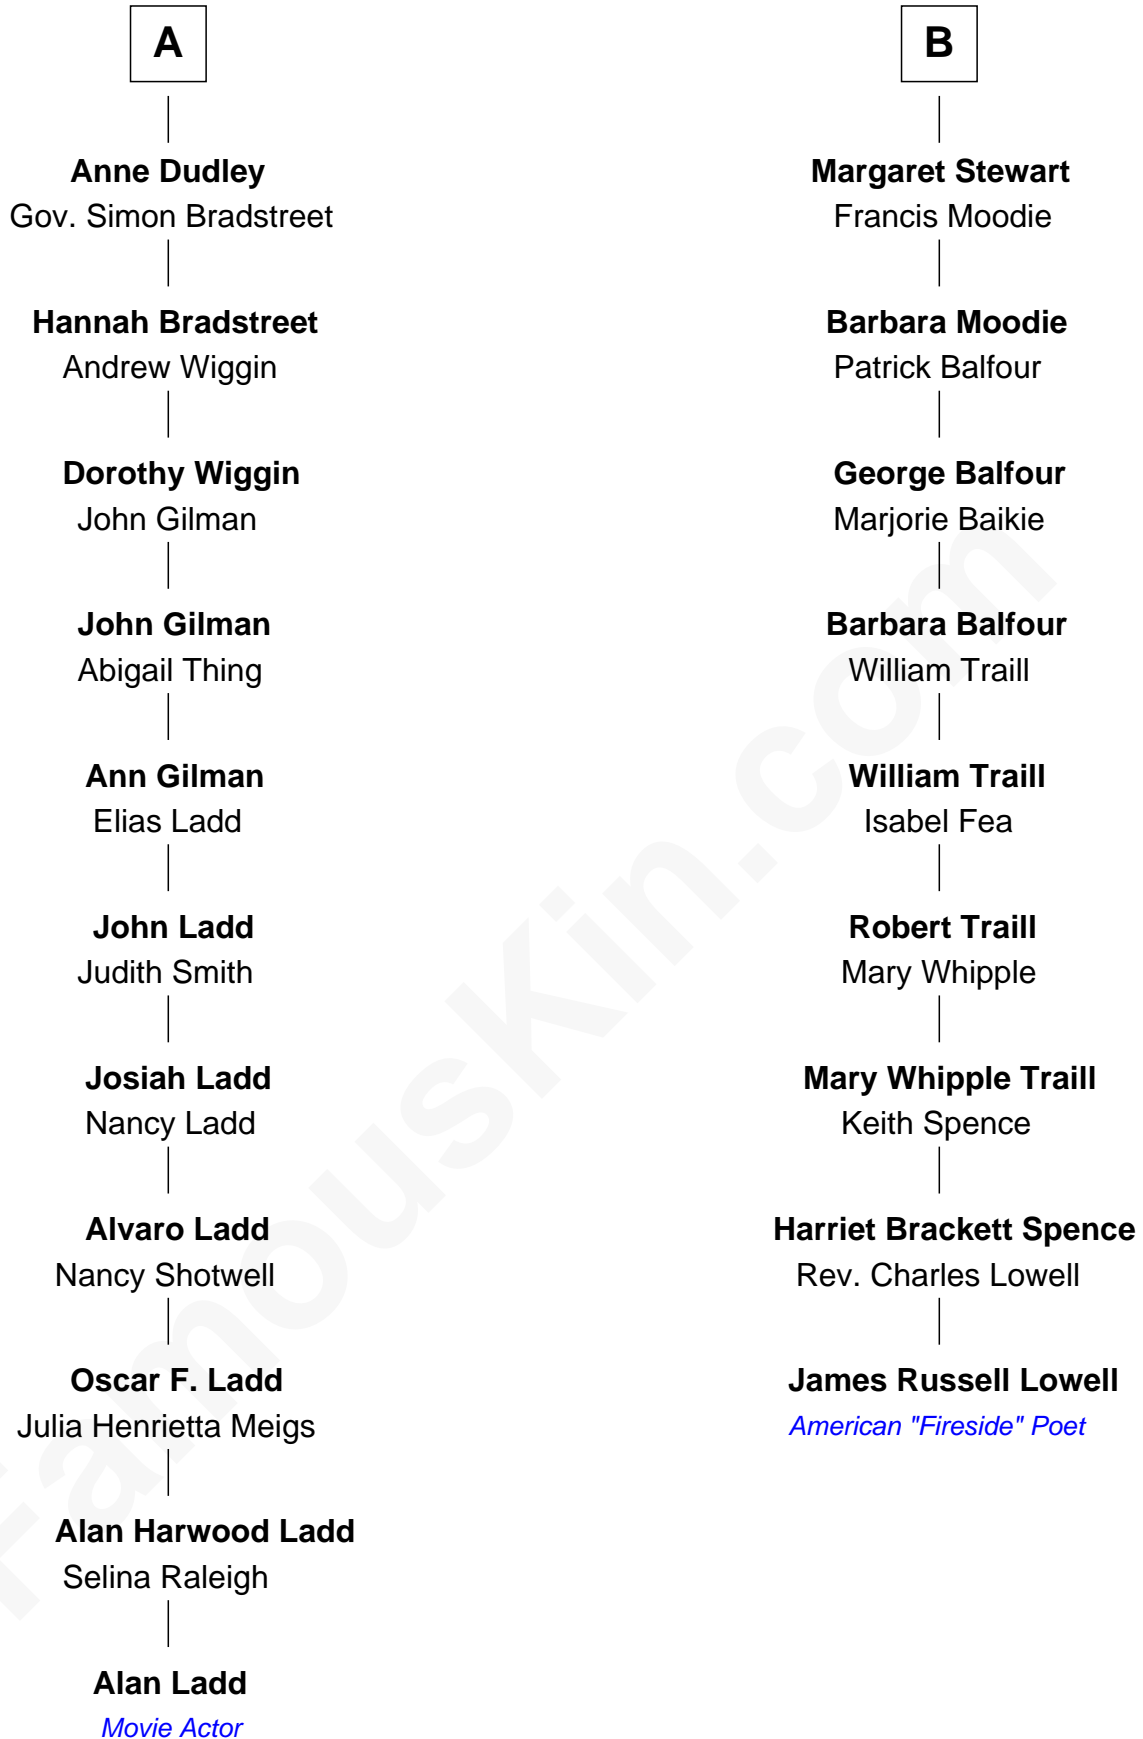 A
Anne Dudley
Gov. Simon Bradstreet
Hannah Bradstreet
Andrew Wiggin
Dorothy Wiggin
John Gilman
John Gilman
Abigail Thing
Ann Gilman
Elias Ladd
John Ladd
Judith Smith
Josiah Ladd
Nancy Ladd
Alvaro Ladd
Nancy Shotwell
Oscar F. Ladd
Julia Henrietta Meigs
Alan Harwood Ladd
Selina Raleigh
Alan Ladd
Movie Actor
B
Margaret Stewart
Francis Moodie
Barbara Moodie
Patrick Balfour
George Balfour
Marjorie Baikie
Barbara Balfour
William Traill
William Traill
Isabel Fea
Robert Traill
Mary Whipple
Mary Whipple Traill
Keith Spence
Harriet Brackett Spence
Rev. Charles Lowell
James Russell Lowell
American "Fireside" Poet
FamousKin.com